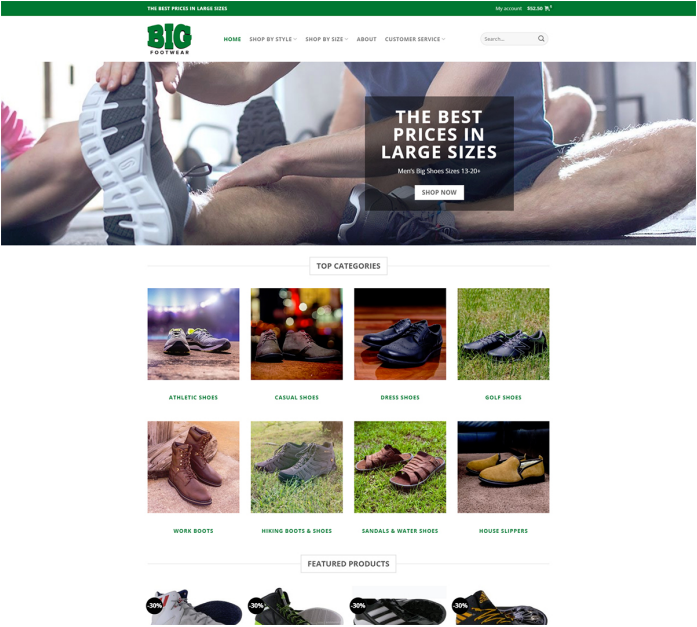 THE BEST PRICES IN LARGE SIZES
My account $52.50
BIG
FOOTWEAR
HOME SHOP BY STYLE SHOP BY SIZE ABOUT CUSTOMER SERVICE
Search...
THE BEST
PRICES IN
LARGE SIZES
Men's Big Shoes Sizes 13-20+
SHOP NOW
TOP CATEGORIES
ATHLETIC SHOES CASUAL SHOES DRESS SHOES GOLF SHOES
WORK BOOTS HIKING BOOTS & SHOES SANDALS & WATER SHOES HOUSE SLIPPERS
FEATURED PRODUCTS
-30% -30% -30% -30%